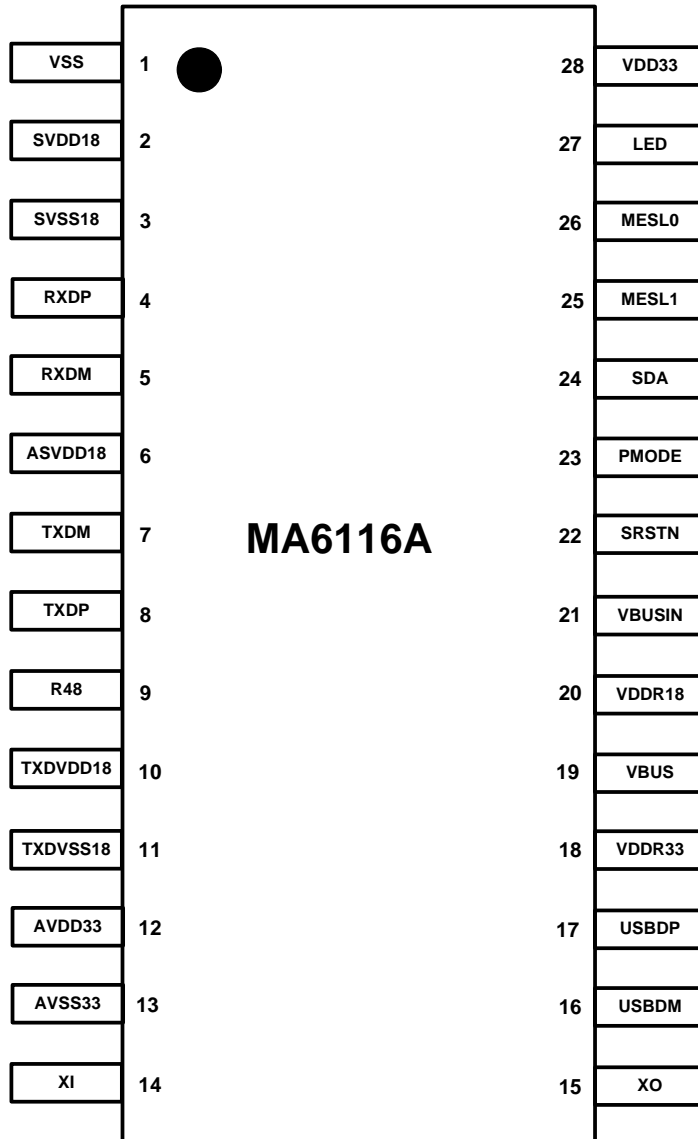 VSS 1 28 VDD33
SVDD18 2 27 LED
SVSS18 3 26 MESL0
RXDP 4 25 MESL1
RXDM 5 24 SDA
ASVDD18 6 23 PMODE
TXDM 7 MA6116A 22 SRSTN
TXDP 8 21 VBUSIN
R48 9 20 VDDR18
TXDVDD18 10 19 VBUS
TXDVSS18 11 18 VDDR33
AVDD33 12 17 USBDP
AVSS33 13 16 USBDM
XI 14 15 XO